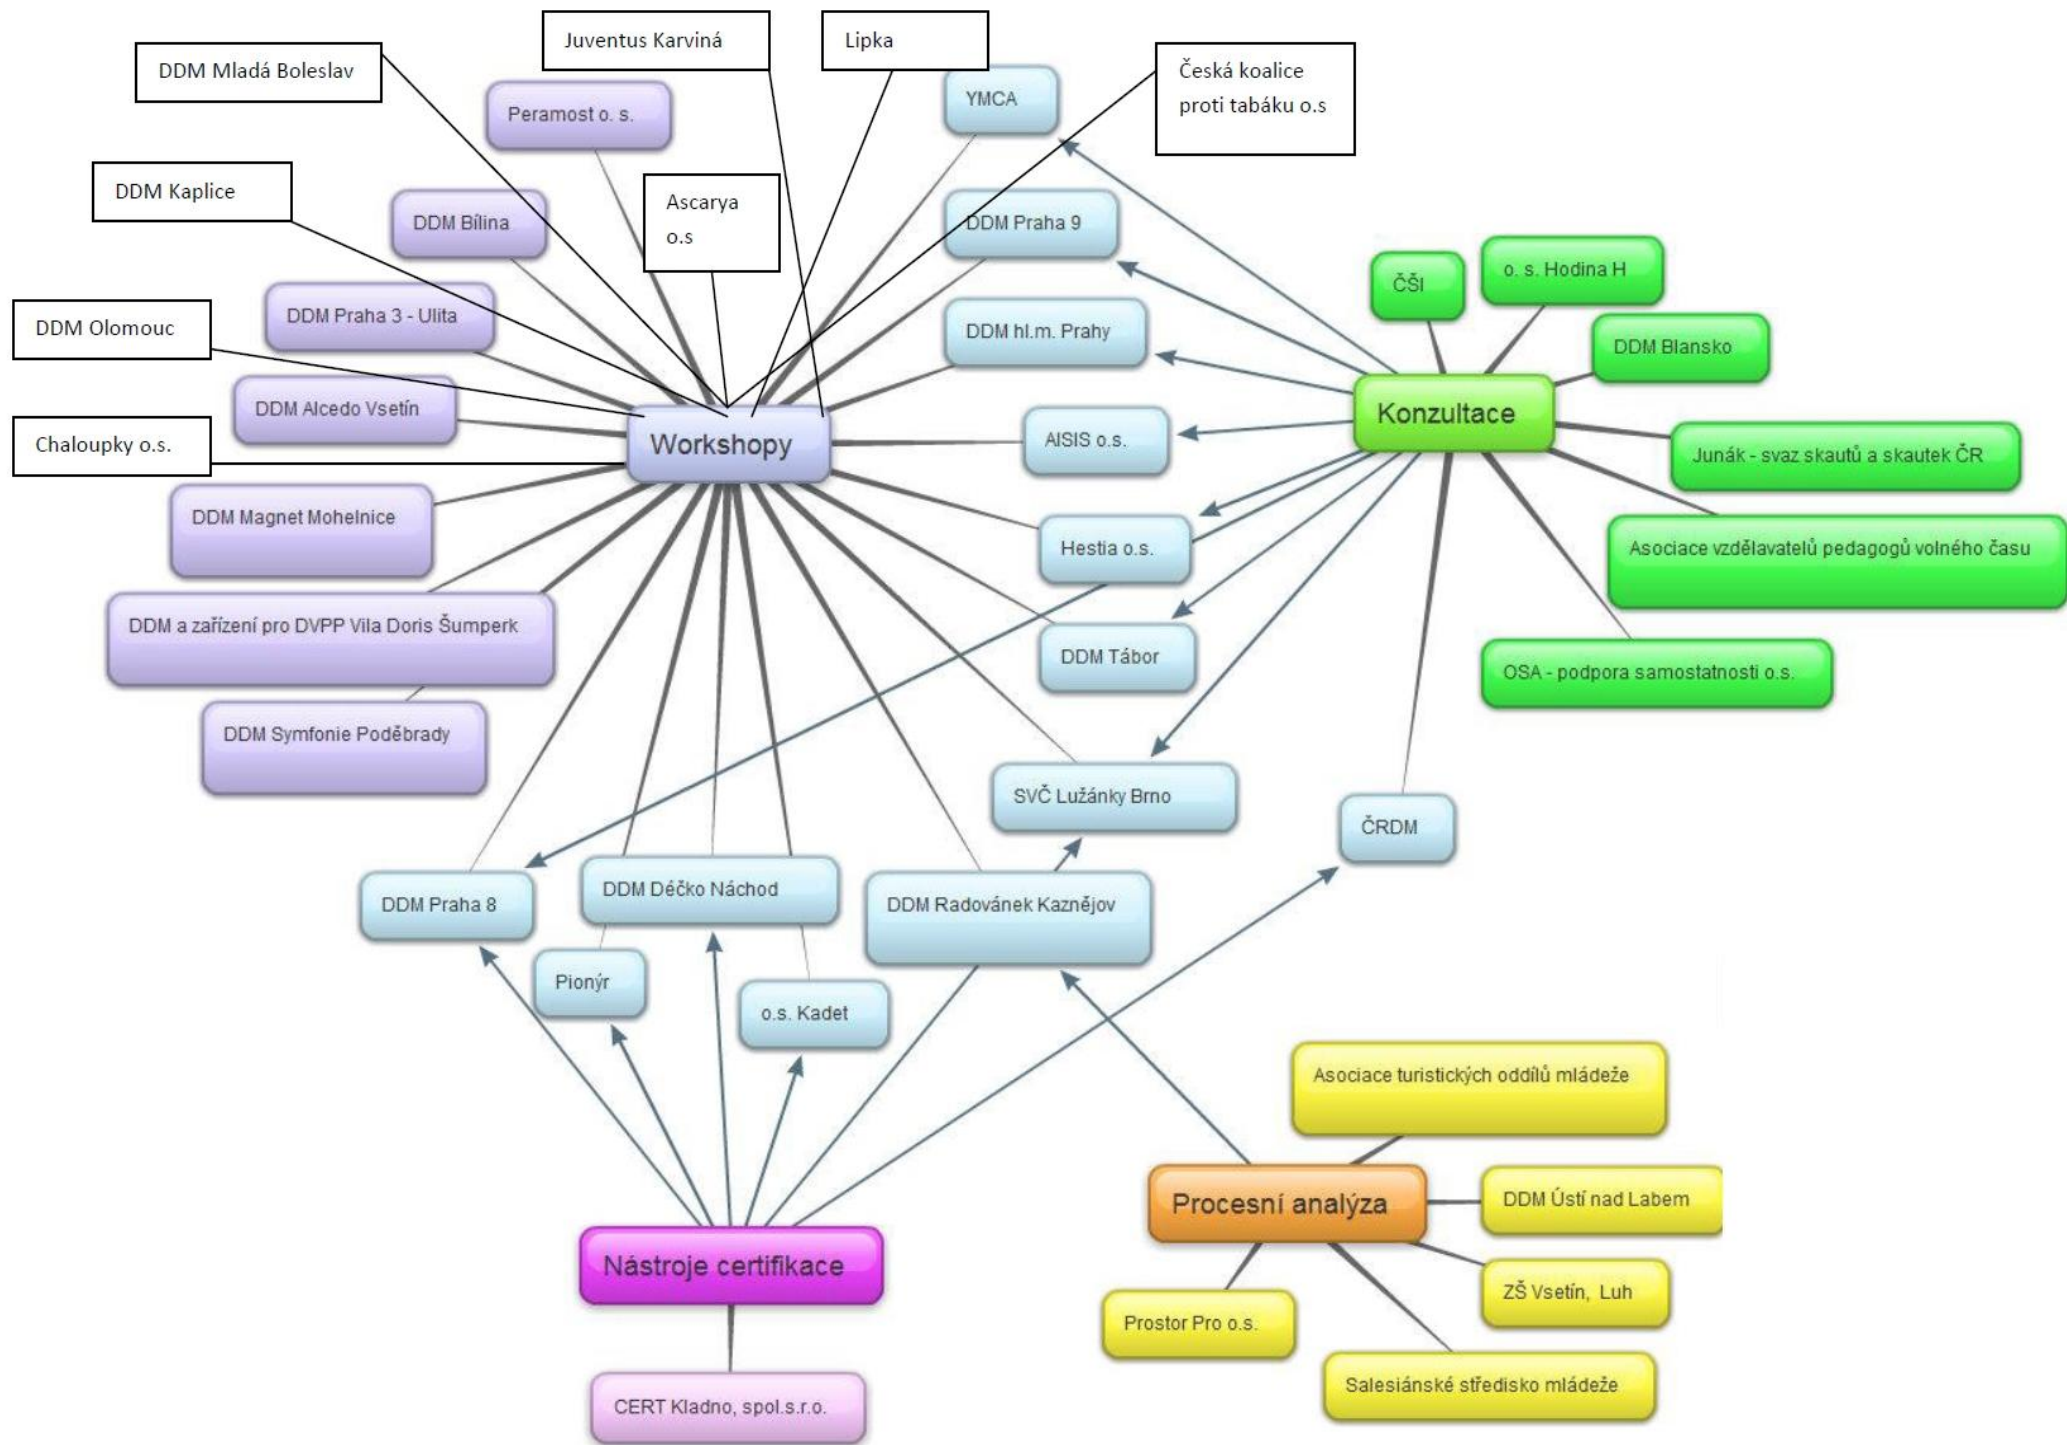 Juventus Karviná
Lipka
DDM Mladá Boleslav
Česká koalice
proti tabáku o.s
Peramost o. s.
YMCA
DDM Kaplice
Ascarya
o.s
DDM Bílina
DDM Praha 9
ČŠI
o. s. Hodina H
DDM Praha 3 - Ulita
DDM Olomouc
DDM hl.m. Prahy
DDM Blansko
DDM Alcedo Vsetín
Konzultace
Chaloupky o.s.
Workshopy
AISIS o.s.
Junák - svaz skautů a skautek ČR
DDM Magnet Mohelnice
Hestia o.s.
Asociace vzdělavatelů pedagogů volného času
DDM a zařízení pro DVPP Vila Doris Šumperk
DDM Tábor
OSA - podpora samostatnosti o.s.
DDM Symfonie Poděbrady
SVČ Lužánky Brno
ČRDM
DDM Praha 8
DDM Déčko Náchod
DDM Radovánek Kaznějov
Pionýr
o.s. Kadet
Asociace turistických oddílů mládeže
Procesní analýza
DDM Ústí nad Labem
Nástroje certifikace
ZŠ Vsetín, Luh
Prostor Pro o.s.
Salesiánské středisko mládeže
CERT Kladno, spol.s.r.o.